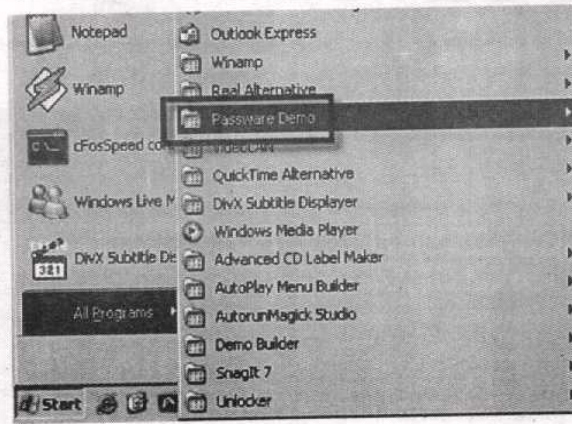 Notepad
Winamp
cFosSpeed con
Windows Live M
DivX Subtitle De
321
All Programs
Start
Outlook Express
Winamp
Real Alternative
Passware Demo
VideoLAN
QuickTime Alternative
DivX Subtitle Displayer
Windows Media Player
Advanced CD Label Maker
AutoPlay Menu Builder
AutorunMagick Studio
Demo Builder
SnagIt 7
Unlocker